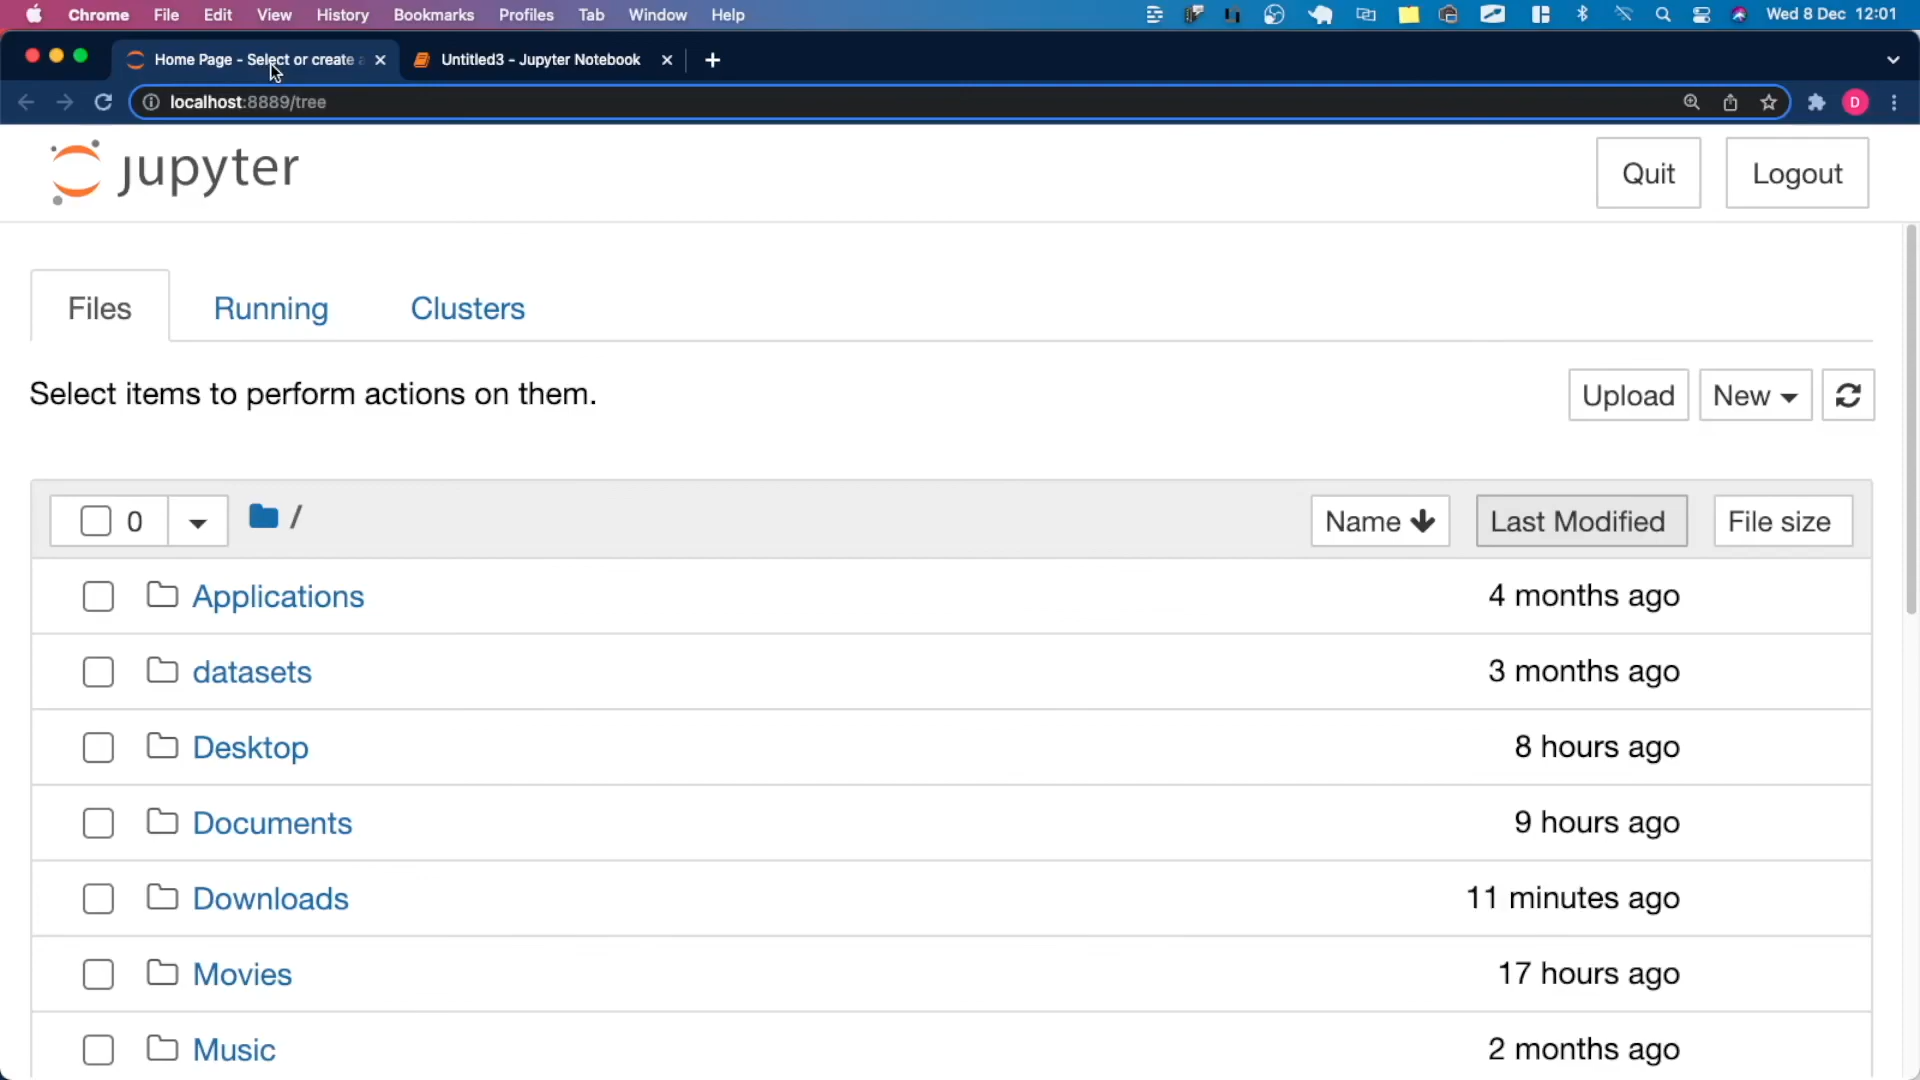 Chrome File Edit View History Bookmarks Profiles Tab Window Help Wed 8 Dec 12:01
Home Page - Select or create Untitled3 - Jupyter Notebook
localhost:8889/tree D
jupyter Quit Logout
Files Running Clusters
Select items to perform actions on them. Upload New
0 / Name Last Modified File size
Applications 4 months ago
datasets 3 months ago
Desktop 8 hours ago
Documents 9 hours ago
Downloads 11 minutes ago
Movies 17 hours ago
Music 2 months ago